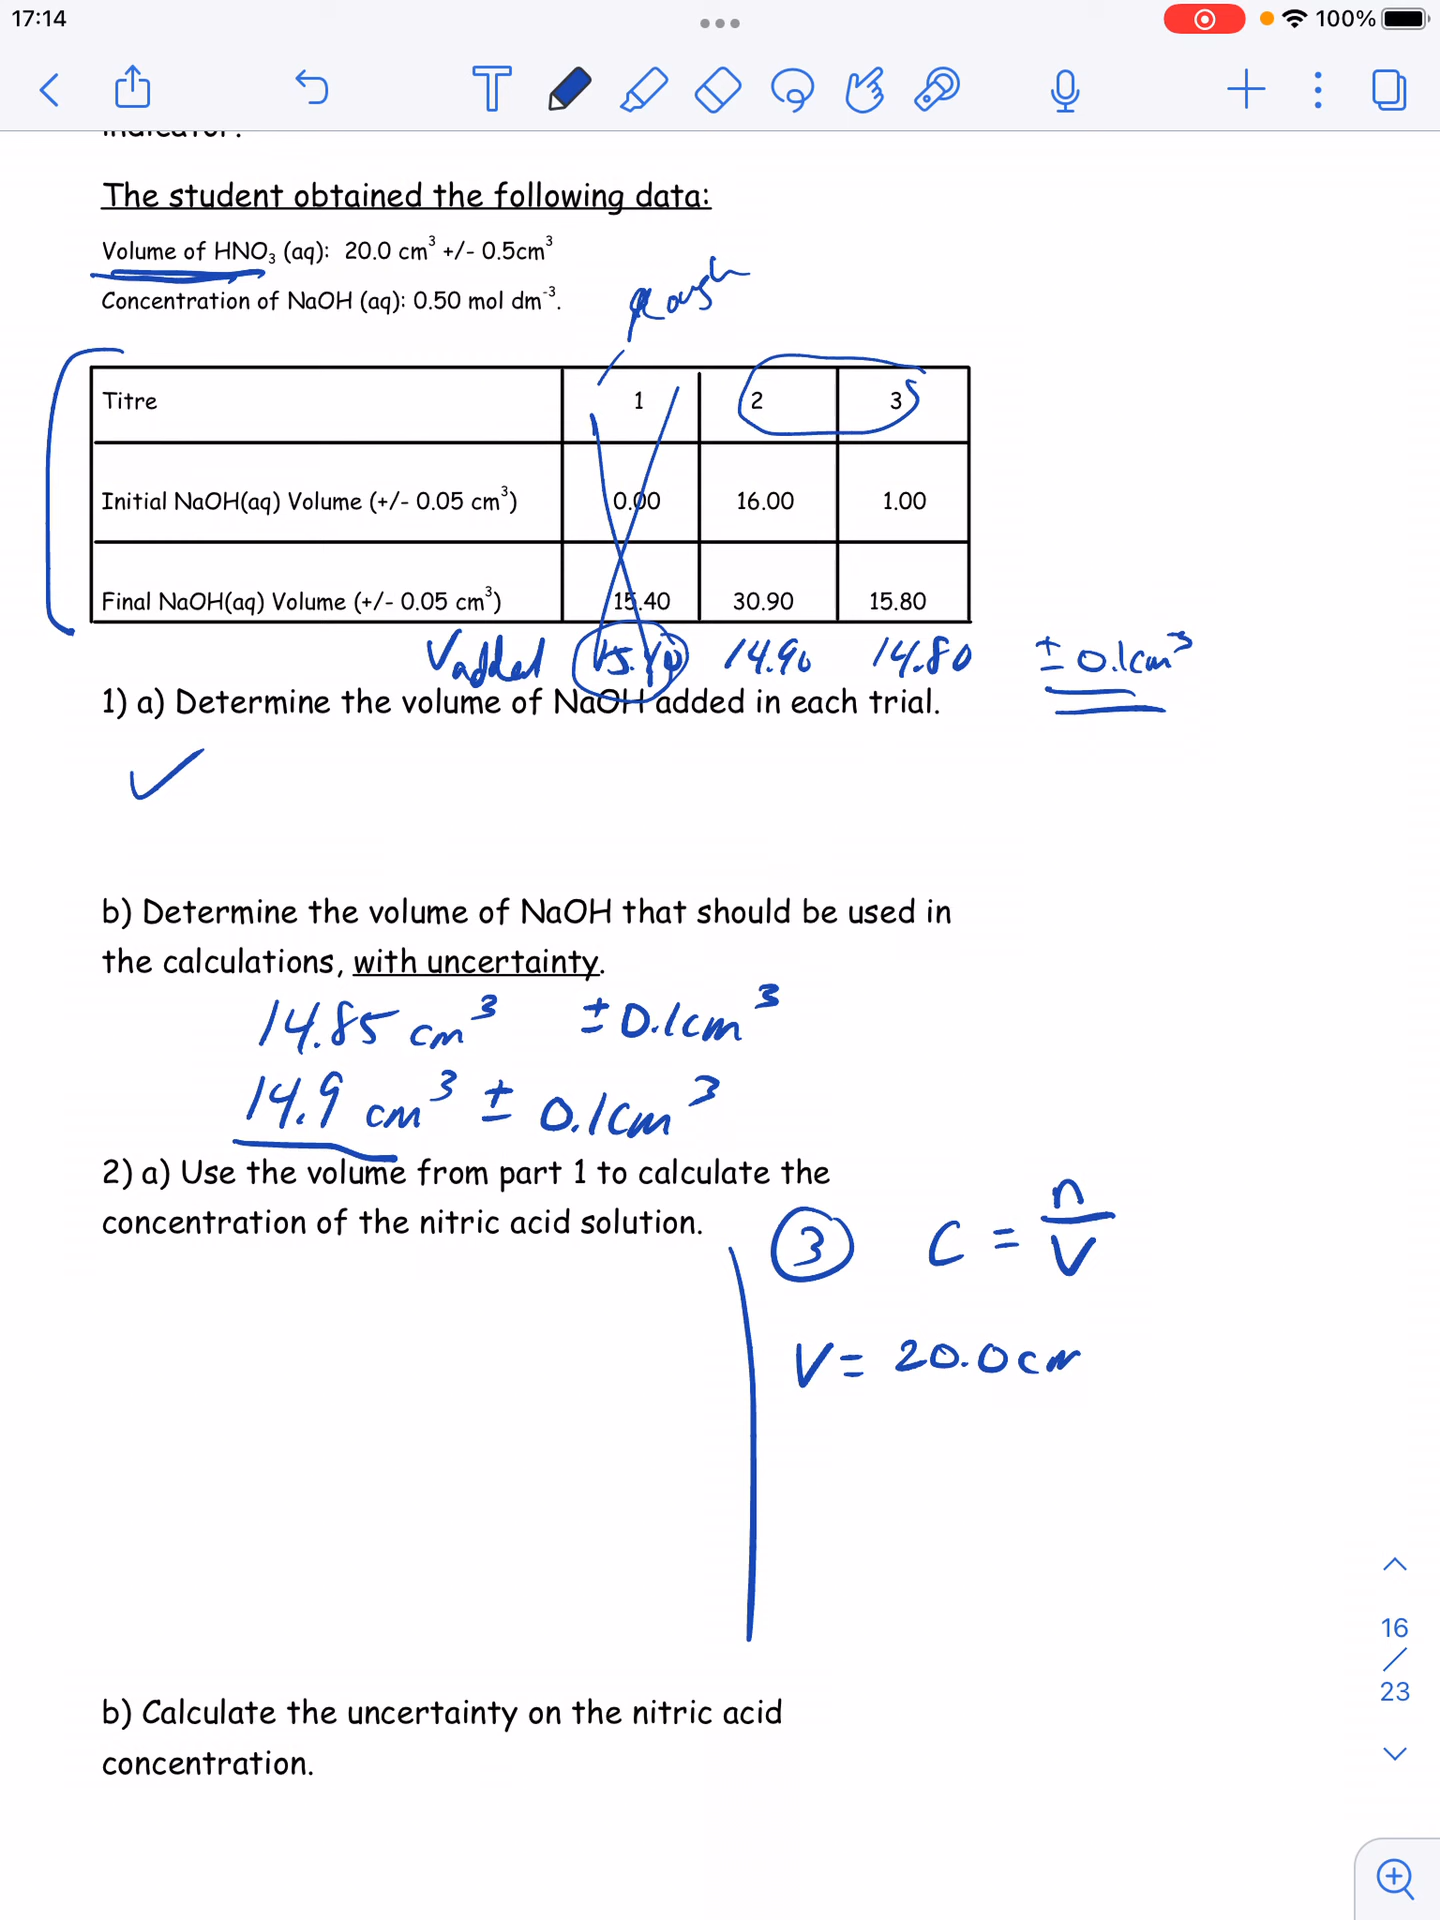 17:14
100%
indicator.
The student obtained the following data:
Volume of HNO₃ (aq): 20.0 cm³ +/- 0.5cm³
Concentration of NaOH (aq): 0.50 mol dm⁻³.
Rough
Titre 1 2 3
Initial NaOH(aq) Volume (+/- 0.05 cm³) 0.00 16.00 1.00
Final NaOH(aq) Volume (+/- 0.05 cm³) 15.40 30.90 15.80
Vadded 15.40 14.90 14.80 ± 0.1cm³
1) a) Determine the volume of NaOH added in each trial.
b) Determine the volume of NaOH that should be used in
the calculations, with uncertainty.
14.85 cm³ ± 0.1cm³
14.9 cm³ ± 0.1cm³
2) a) Use the volume from part 1 to calculate the
concentration of the nitric acid solution.
3 C = n/V
V = 20.0cm
b) Calculate the uncertainty on the nitric acid
concentration.
16
/
23